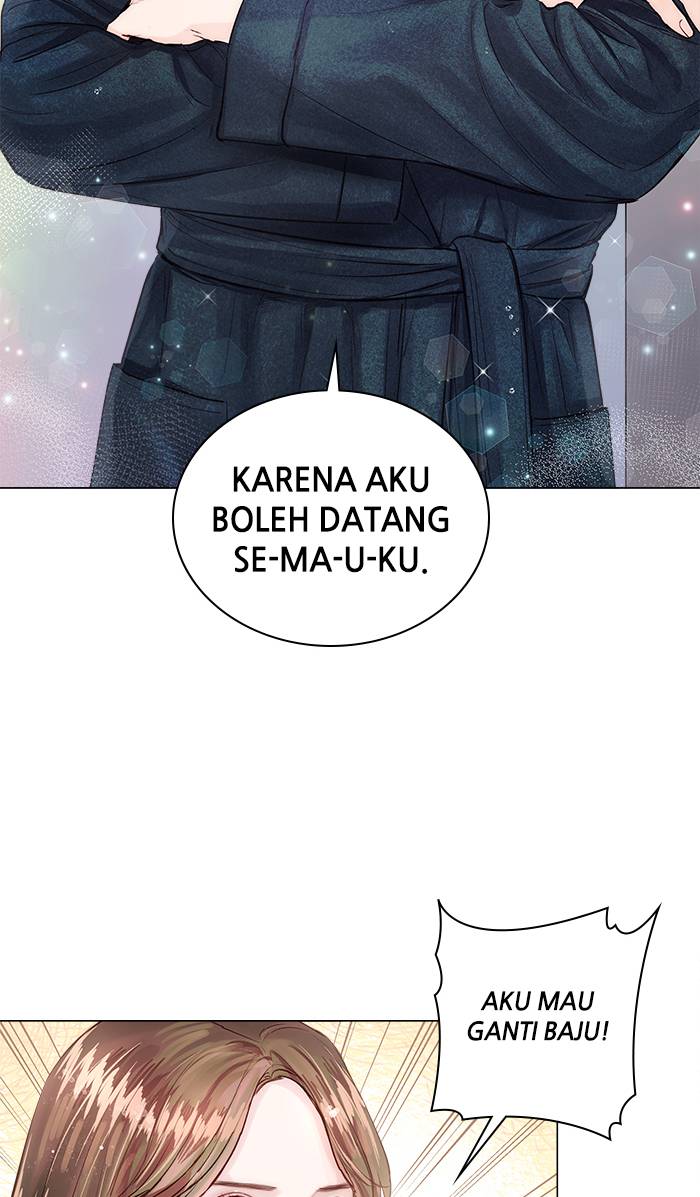 KARENA AKU
BOLEH DATANG
SE-MA-U-KU.
AKU MAU
GANTI BAJU!